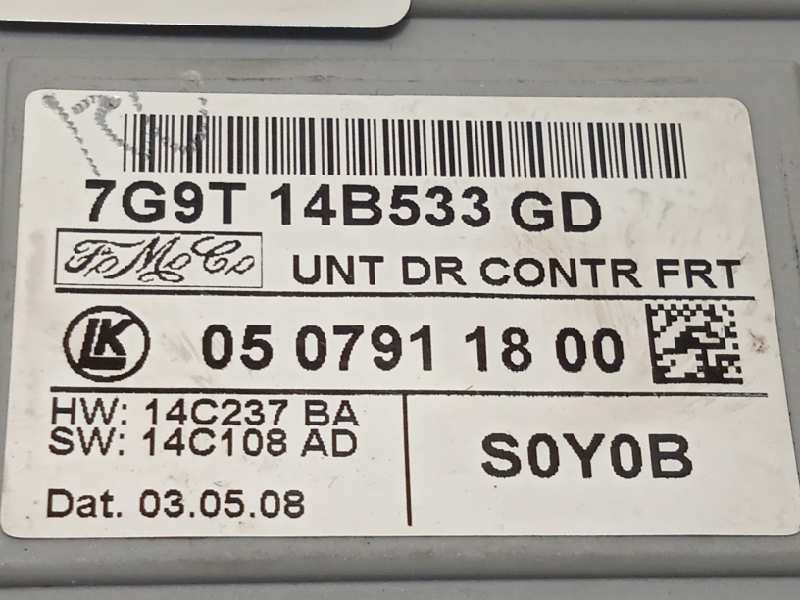 7G9T 14B533 GD
FoMoCo UNT DR CONTR FRT
LK 05 0791 18 00
HW: 14C237 BA
SW: 14C108 AD
S0Y0B
Dat. 03.05.08